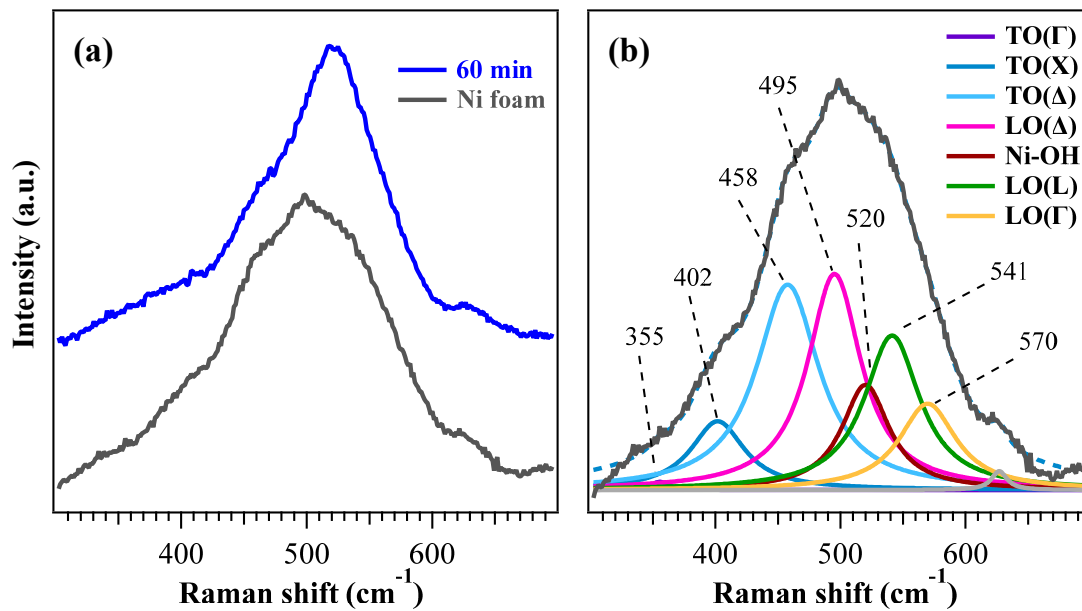 (a)
60 min
Ni foam
Intensity (a.u.)
400
500
600
Raman shift (cm⁻¹)
(b)
TO(Γ)
TO(X)
TO(Δ)
LO(Δ)
Ni-OH
LO(L)
LO(Γ)
495
458
520
402
541
355
570
400
500
600
Raman shift (cm⁻¹)